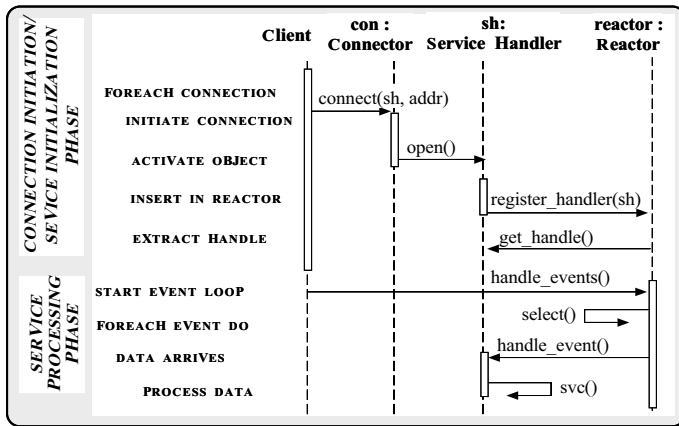 Client
con :
Connector
sh:
Service Handler
reactor :
Reactor
CONNECTION INITIATION/
SEVICE INITIALIZATION
PHASE
FOREACH CONNECTION
connect(sh, addr)
INITIATE CONNECTION
ACTIVATE OBJECT
open()
INSERT IN REACTOR
register_handler(sh)
EXTRACT HANDLE
get_handle()
SERVICE
PROCESSING
PHASE
START EVENT LOOP
handle_events()
FOREACH EVENT DO
select()
DATA ARRIVES
handle_event()
PROCESS DATA
svc()